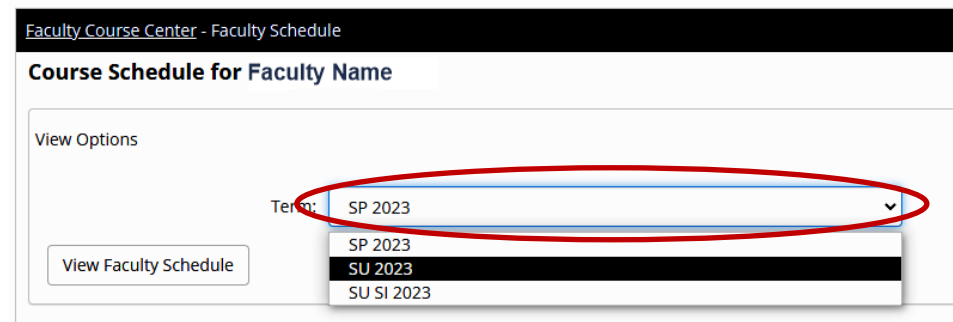 Faculty Course Center - Faculty Schedule
Course Schedule for Faculty Name
View Options
Term: SP 2023
SP 2023
SU 2023
SU SI 2023
View Faculty Schedule